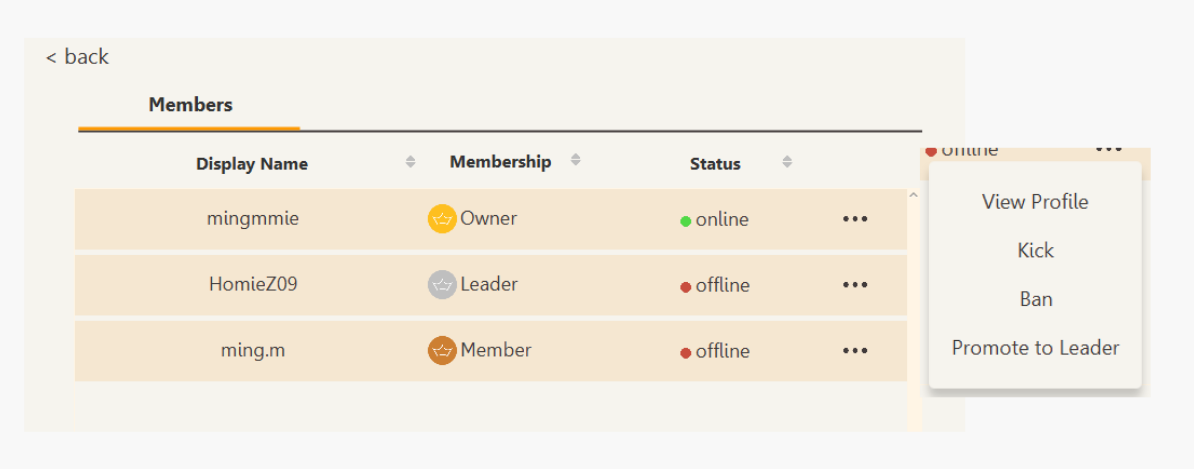 < back
Members
Display Name Membership Status
mingmmie Owner online •••
HomieZ09 Leader offline •••
ming.m Member offline •••
offline •••
View Profile
Kick
Ban
Promote to Leader